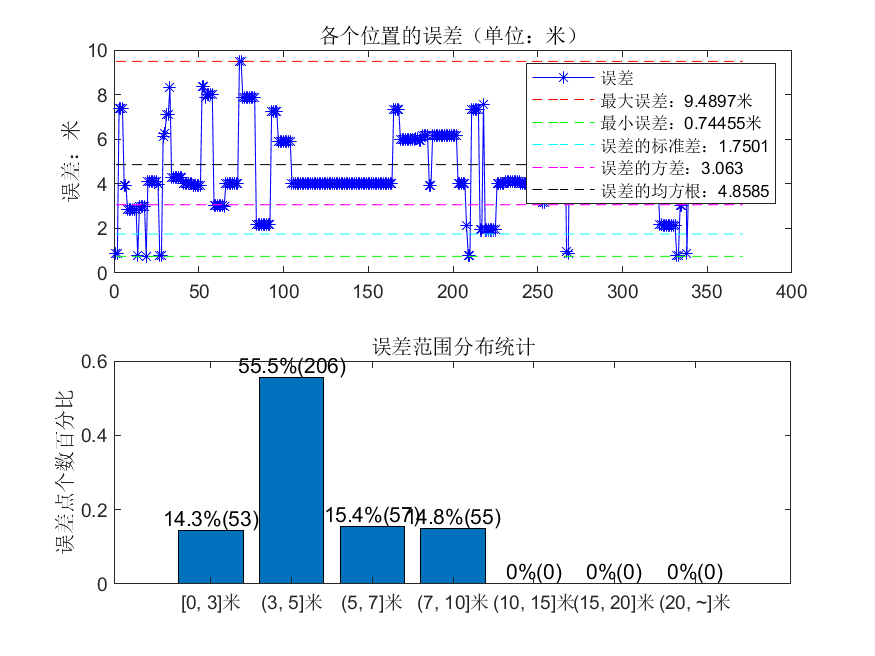 各个位置的误差（单位：米）
10
8
6
4
2
0
误差：米
误差
最大误差：9.4897米
最小误差：0.74455米
误差的标准差：1.7501
误差的方差：3.063
误差的均方根：4.8585
0 50 100 150 200 250 300 350 400
误差范围分布统计
0.6
0.4
0.2
0
误差点个数百分比
14.3%(53) 55.5%(206) 15.4%(57) 14.8%(55) 0%(0) 0%(0) 0%(0)
[0, 3]米 (3, 5]米 (5, 7]米 (7, 10]米 (10, 15]米 (15, 20]米 (20, ~]米